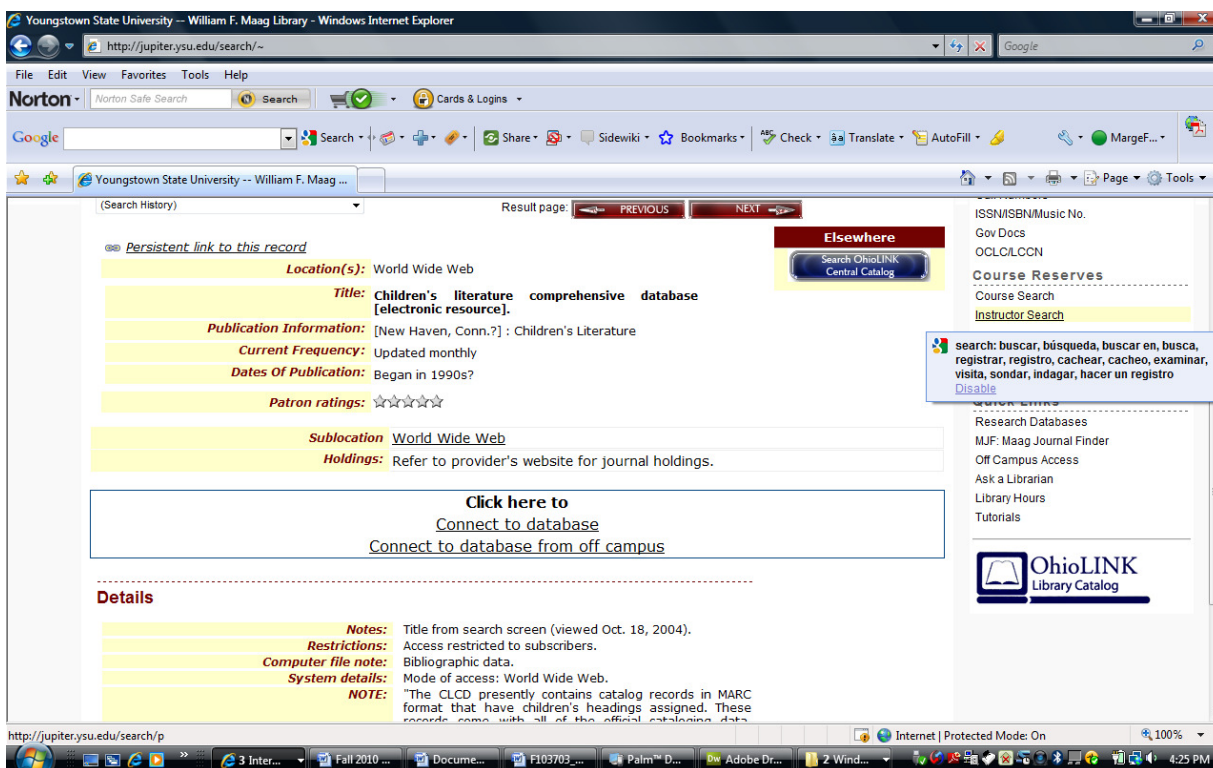 Youngstown State University -- William F. Maag Library - Windows Internet Explorer
http://jupiter.ysu.edu/search/~
Google
File Edit View Favorites Tools Help
Norton
Norton Safe Search
Search
Cards & Logins
Google
Search
Share
Sidewiki
Bookmarks
Check
Translate
AutoFill
MargeF...
Youngstown State University -- William F. Maag ...
Page
Tools
(Search History)
Result page:
PREVIOUS
NEXT
Persistent link to this record
Elsewhere
Search OhioLINK
Central Catalog
Location(s): World Wide Web
Title: Children's literature comprehensive database
[electronic resource].
Publication Information: [New Haven, Conn.?] : Children's Literature
Current Frequency: Updated monthly
Dates Of Publication: Began in 1990s?
Patron ratings:
Sublocation World Wide Web
Holdings: Refer to provider's website for journal holdings.
Click here to
Connect to database
Connect to database from off campus
Details
Notes: Title from search screen (viewed Oct. 18, 2004).
Restrictions: Access restricted to subscribers.
Computer file note: Bibliographic data.
System details: Mode of access: World Wide Web.
NOTE: "The CLCD presently contains catalog records in MARC
format that have children's headings assigned. These
records come with all of the official cataloging data,
ISSN/ISBN/Music No.
Gov Docs
OCLC/LCCN
Course Reserves
Course Search
Instructor Search
search: buscar, búsqueda, buscar en, busca,
registrar, registro, cachear, cacheo, examinar,
visita, sondar, indagar, hacer un registro
Disable
Quick Links
Research Databases
MJF: Maag Journal Finder
Off Campus Access
Ask a Librarian
Library Hours
Tutorials
OhioLINK
Library Catalog
http://jupiter.ysu.edu/search/p
Internet | Protected Mode: On
100%
3 Inter...
Fall 2010 ...
Docume...
F103703_...
Palm™ D...
Adobe Dr...
2 Wind...
4:25 PM